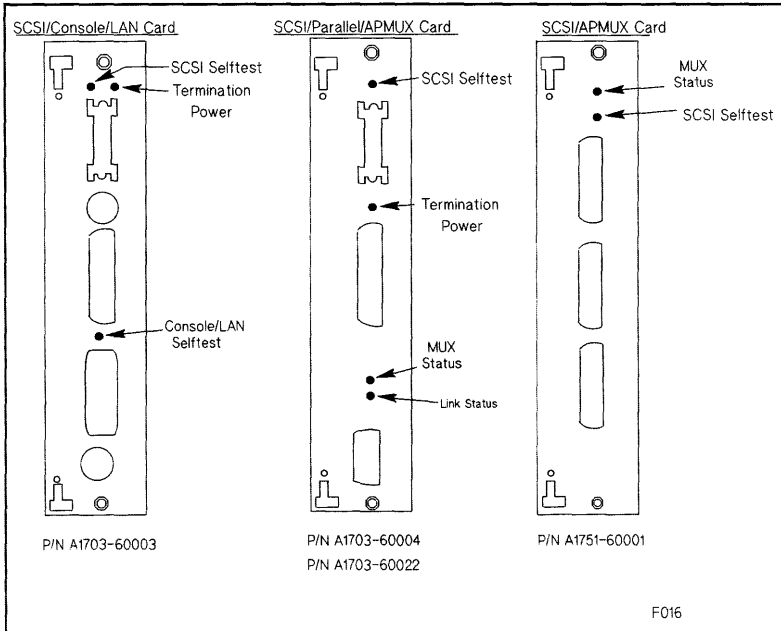 SCSI/Console/LAN Card
SCSI Selftest
Termination
Power
Console/LAN
Selftest
P/N A1703-60003
SCSI/Parallel/APMUX Card
SCSI Selftest
Termination
Power
MUX
Status
Link Status
P/N A1703-60004
P/N A1703-60022
SCSI/APMUX Card
MUX
Status
SCSI Selftest
P/N A1751-60001
F016